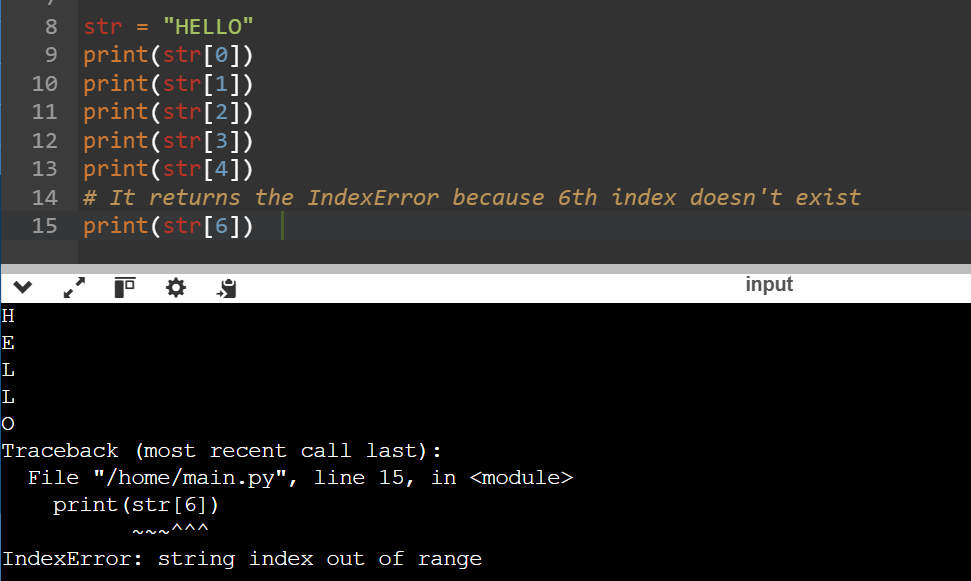 8 str = "HELLO"
9 print(str[0])
10 print(str[1])
11 print(str[2])
12 print(str[3])
13 print(str[4])
14 # It returns the IndexError because 6th index doesn't exist
15 print(str[6])
input
H
E
L
L
O
Traceback (most recent call last):
  File "/home/main.py", line 15, in <module>
    print(str[6])
          ~~~^^^
IndexError: string index out of range